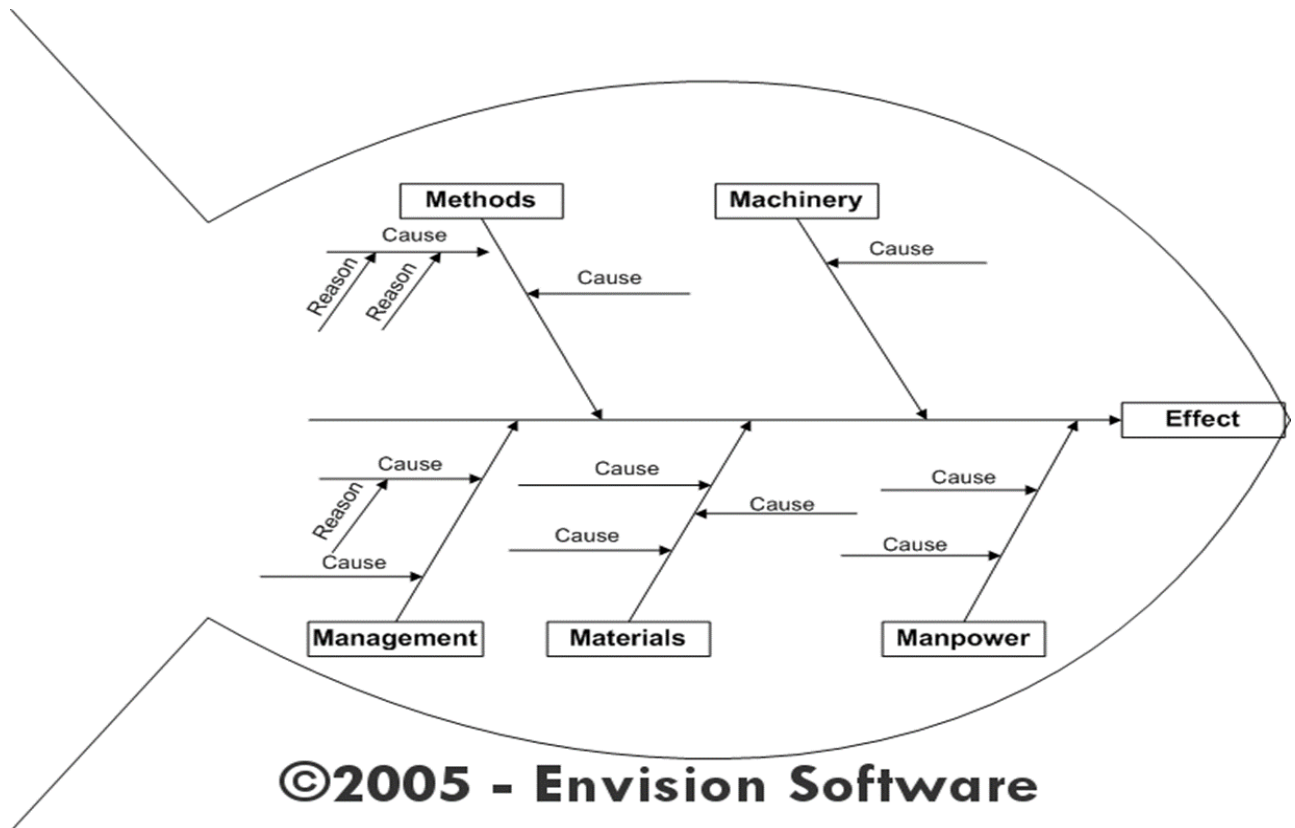 Methods
Machinery
Cause
Cause
Reason
Reason
Cause
Effect
Cause
Cause
Cause
Reason
Cause
Cause
Cause
Cause
Management
Materials
Manpower
©2005 - Envision Software